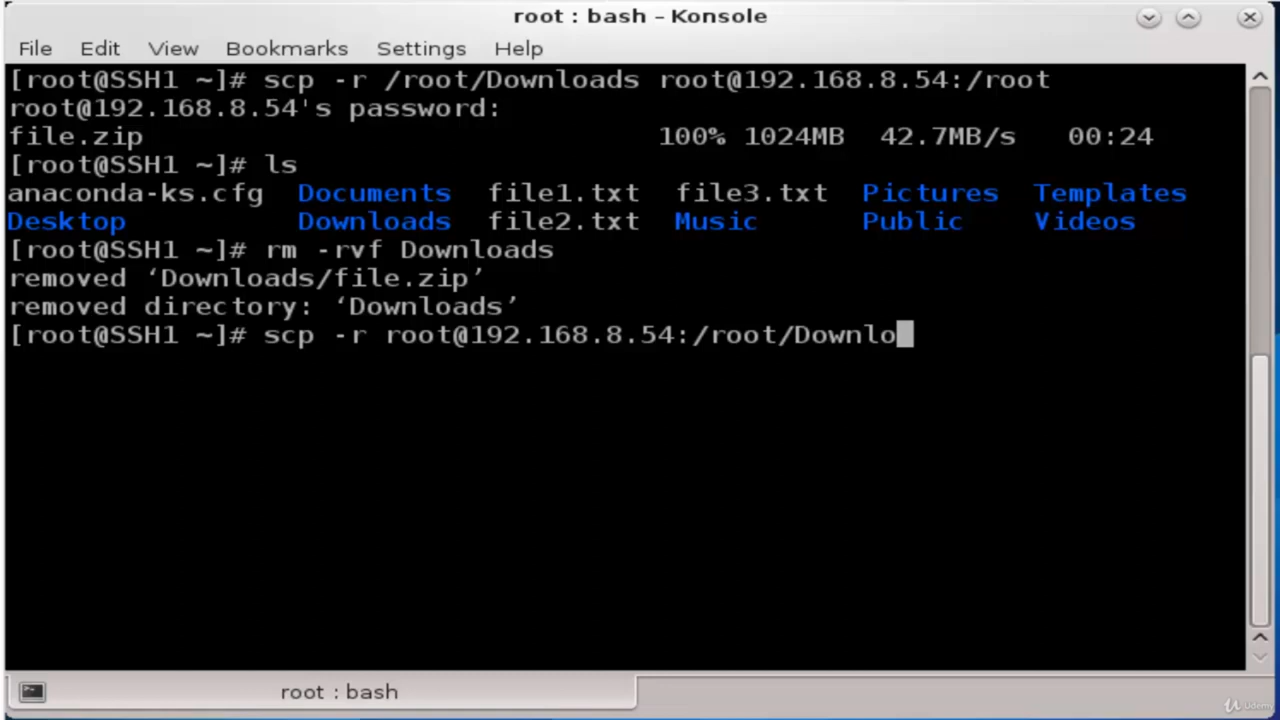 root : bash – Konsole
File Edit View Bookmarks Settings Help
[root@SSH1 ~]# scp -r /root/Downloads root@192.168.8.54:/root
root@192.168.8.54's password:
file.zip 100% 1024MB 42.7MB/s 00:24
[root@SSH1 ~]# ls
anaconda-ks.cfg Documents file1.txt file3.txt Pictures Templates
Desktop Downloads file2.txt Music Public Videos
[root@SSH1 ~]# rm -rvf Downloads
removed ‘Downloads/file.zip’
removed directory: ‘Downloads’
[root@SSH1 ~]# scp -r root@192.168.8.54:/root/Downlo
root : bash
Udemy